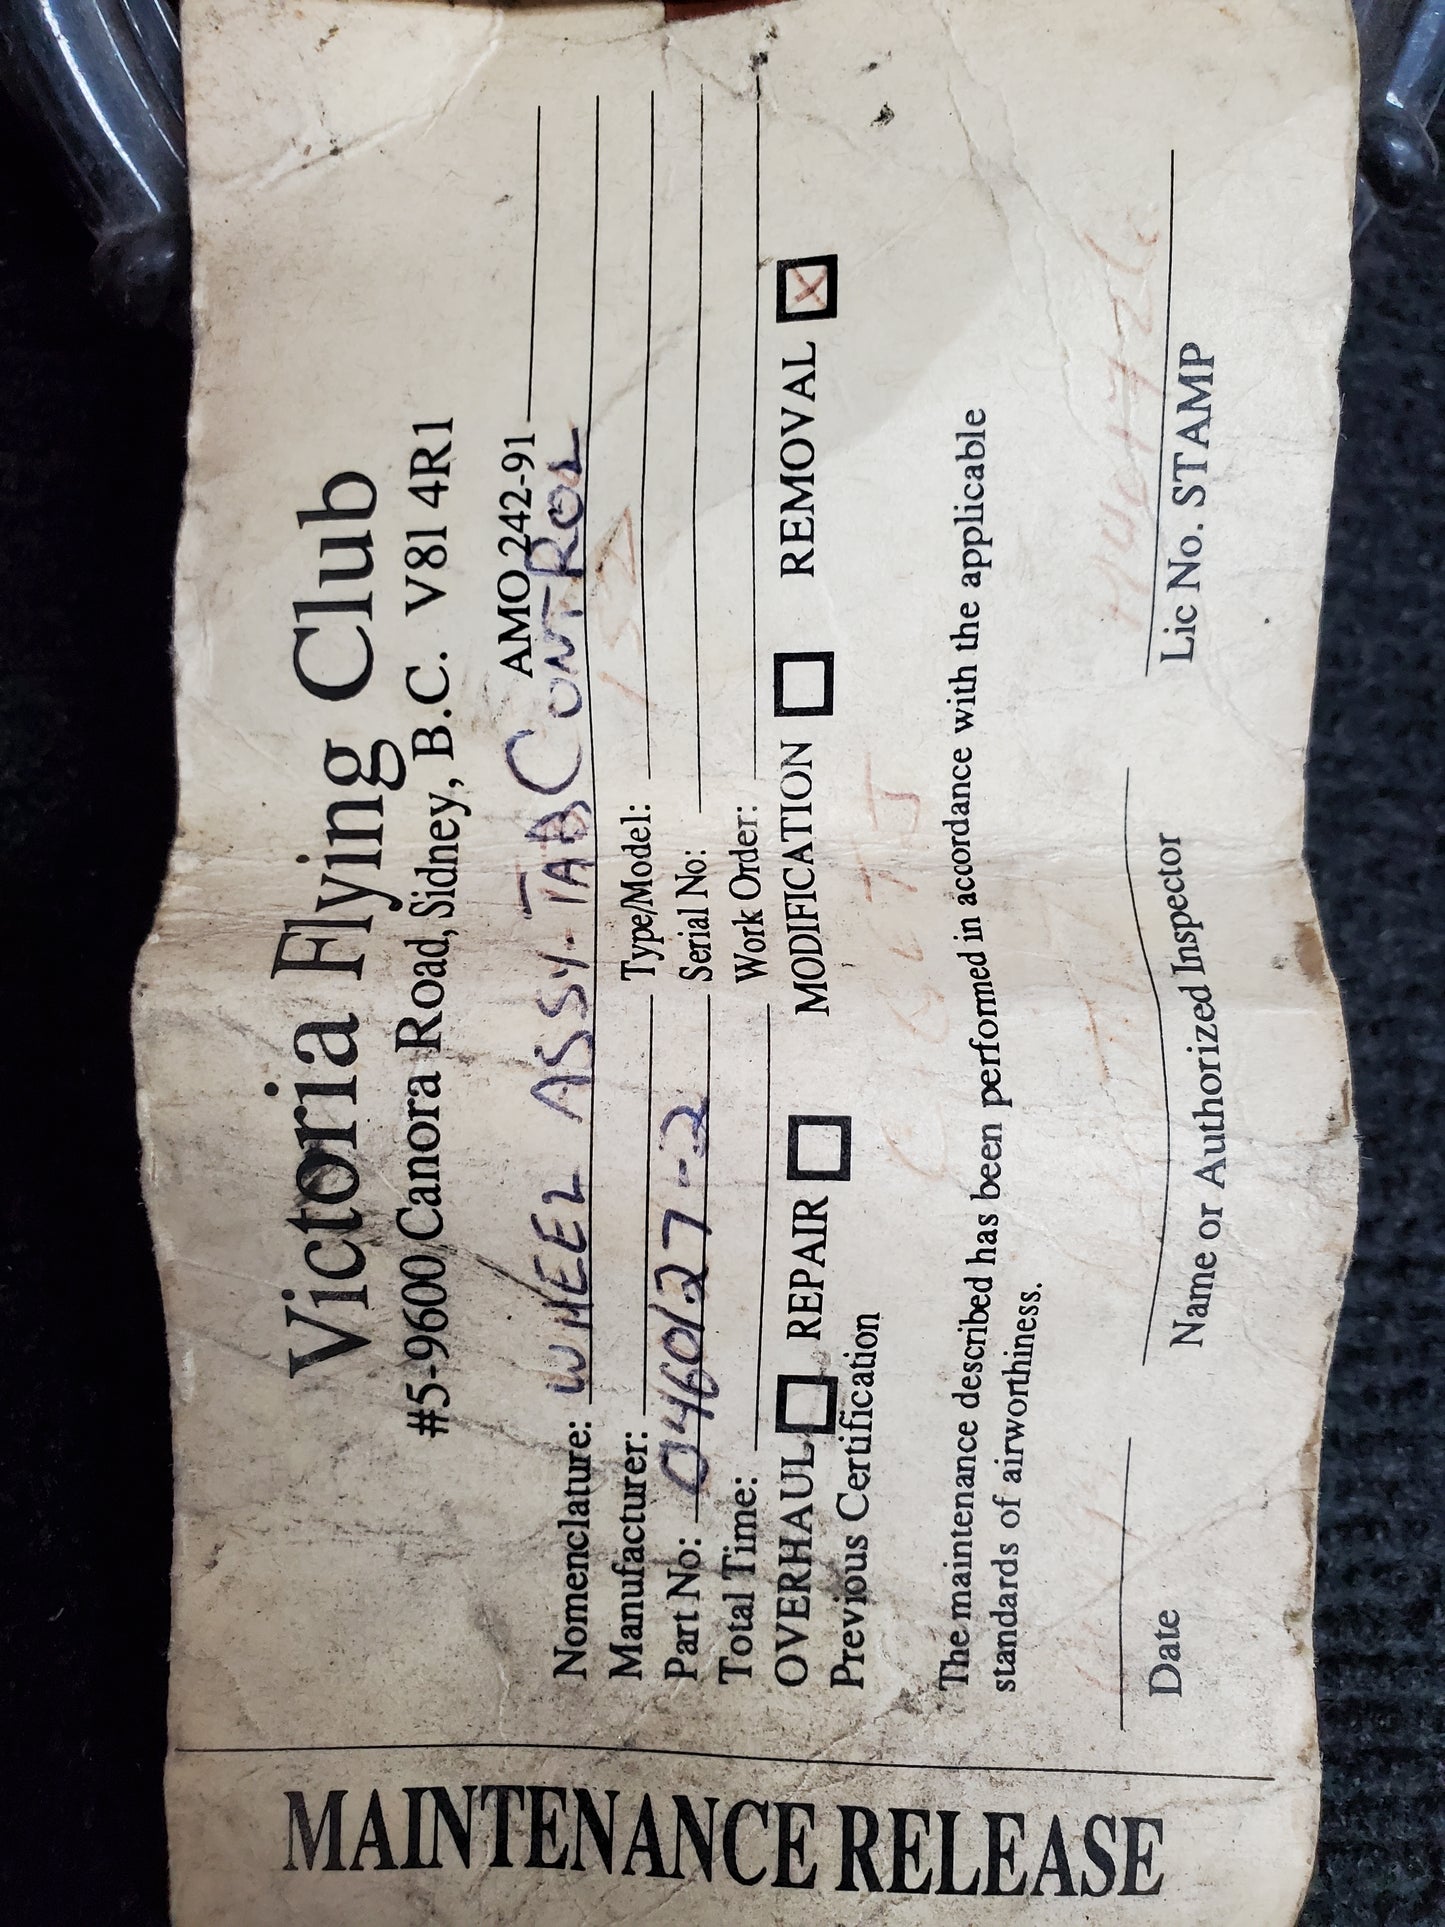 MAINTENANCE RELEASE
Victoria Flying Club
#5-9600 Canora Road, Sidney, B.C. V8l 4R1
AMO 242-91
Nomenclature: WHEEL ASSY. TAB CONTROL
Manufacturer: Type/Model: 152
Part No: 0460127-2 Serial No:
Total Time: Work Order:
OVERHAUL REPAIR MODIFICATION REMOVAL X
Previous Certification
The maintenance described has been performed in accordance with the applicable
standards of airworthiness.
Date Name or Authorized Inspector Lic No. STAMP